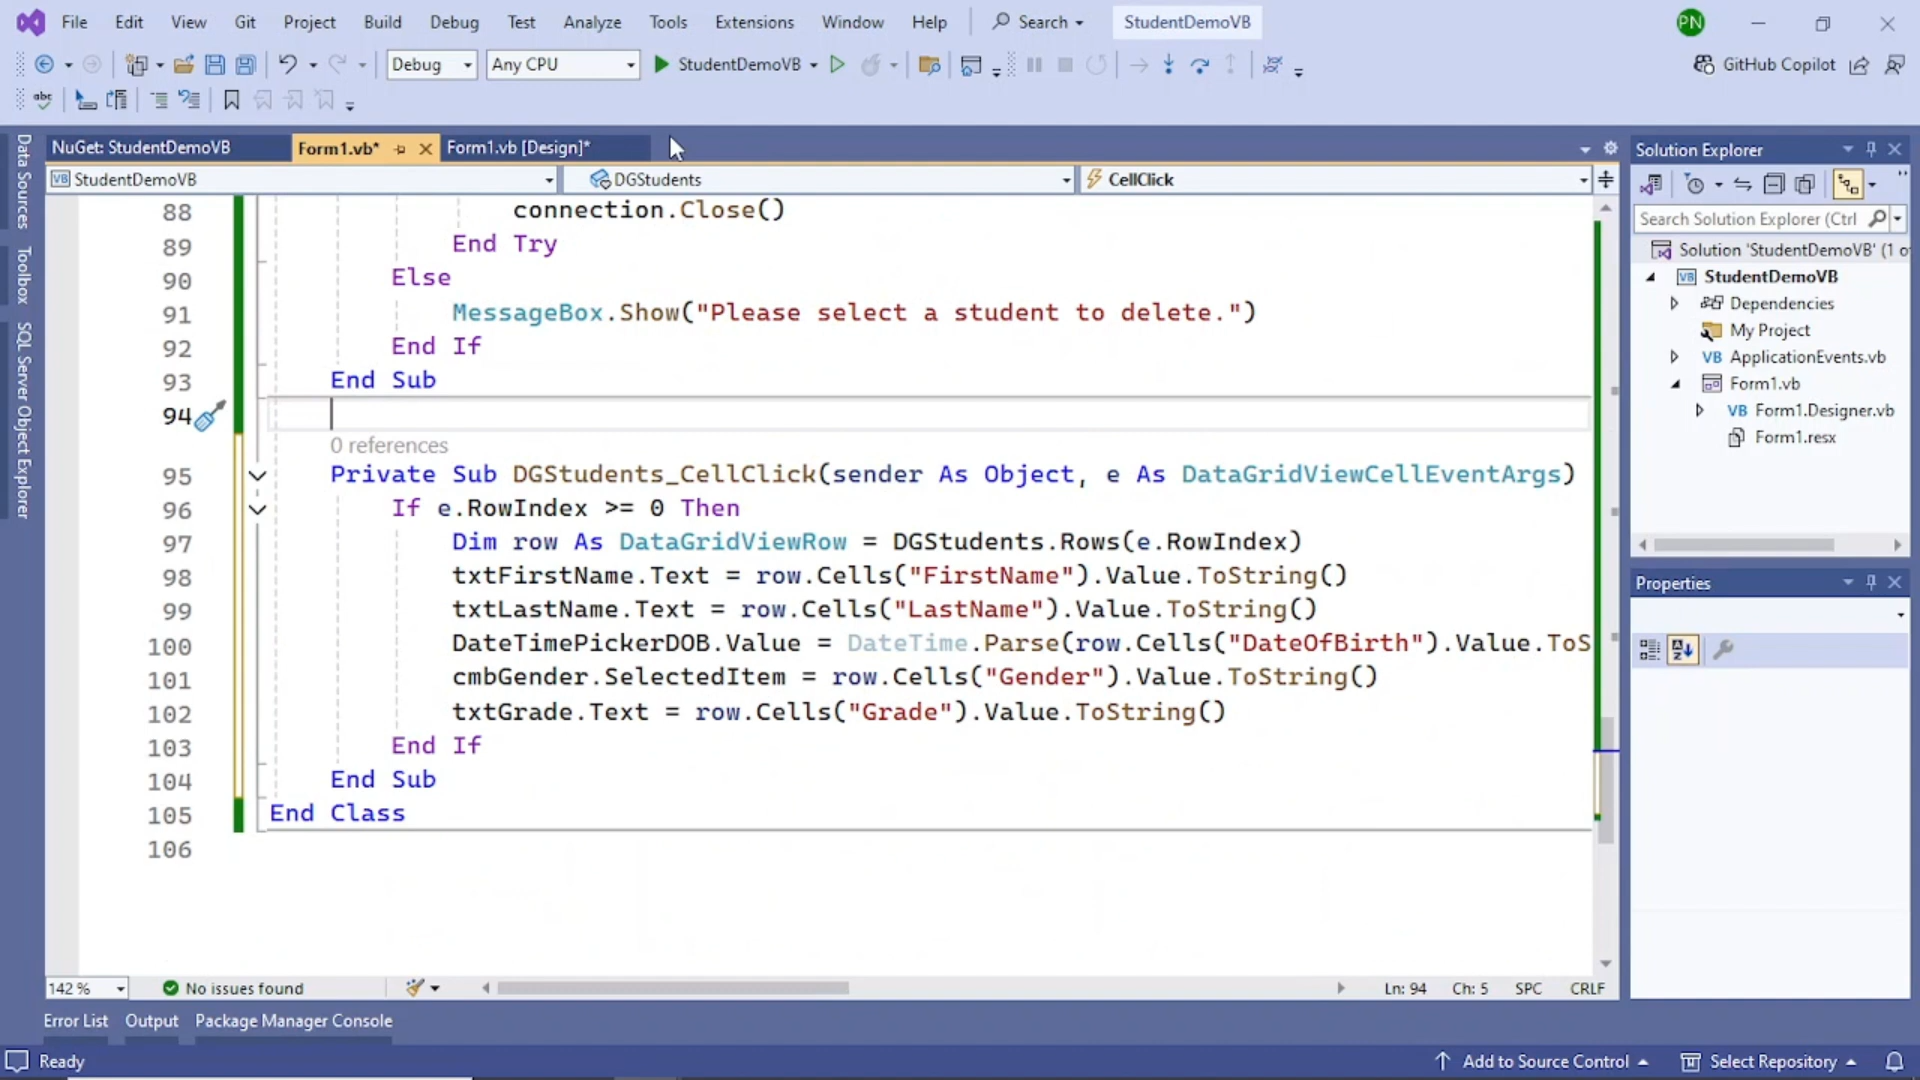 File Edit View Git Project Build Debug Test Analyze Tools Extensions Window Help Search StudentDemoVB PN
Debug Any CPU StudentDemoVB GitHub Copilot
abc
NuGet: StudentDemoVB Form1.vb* Form1.vb [Design]*
VB StudentDemoVB DGStudents CellClick
88 connection.Close()
89 End Try
90 Else
91 MessageBox.Show("Please select a student to delete.")
92 End If
93 End Sub
94
0 references
95 Private Sub DGStudents_CellClick(sender As Object, e As DataGridViewCellEventArgs)
96 If e.RowIndex >= 0 Then
97 Dim row As DataGridViewRow = DGStudents.Rows(e.RowIndex)
98 txtFirstName.Text = row.Cells("FirstName").Value.ToString()
99 txtLastName.Text = row.Cells("LastName").Value.ToString()
100 DateTimePickerDOB.Value = DateTime.Parse(row.Cells("DateOfBirth").Value.ToS
101 cmbGender.SelectedItem = row.Cells("Gender").Value.ToString()
102 txtGrade.Text = row.Cells("Grade").Value.ToString()
103 End If
104 End Sub
105 End Class
106
142 % No issues found Ln: 94 Ch: 5 SPC CRLF
Data Sources
Toolbox
SQL Server Object Explorer
Solution Explorer
Search Solution Explorer (Ctrl
Solution 'StudentDemoVB' (1 o
VB StudentDemoVB
Dependencies
My Project
VB ApplicationEvents.vb
Form1.vb
VB Form1.Designer.vb
Form1.resx
Properties
Error List Output Package Manager Console
Ready Add to Source Control Select Repository